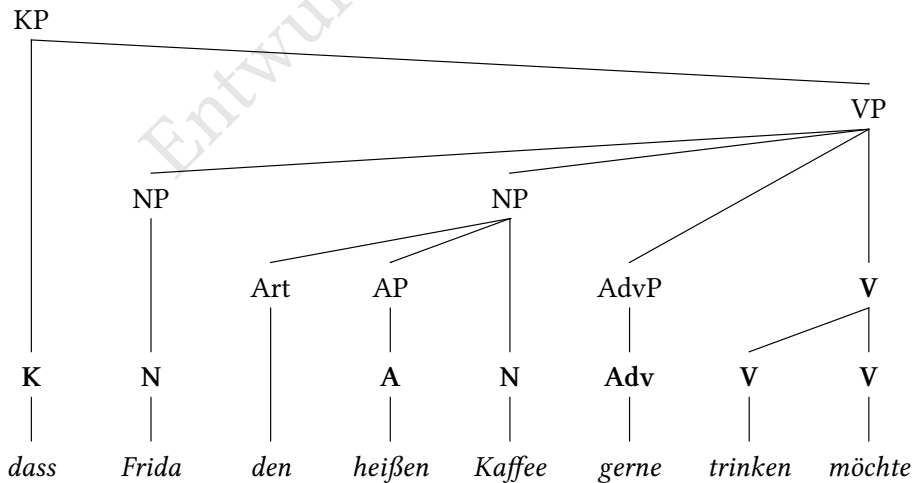 KP
VP
NP NP
Art AP AdvP V
K N A N Adv V V
dass Frida den heißen Kaffee gerne trinken möchte